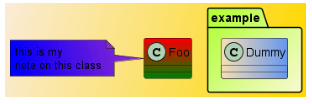 example
this is my
note on this class
C Foo
C Dummy